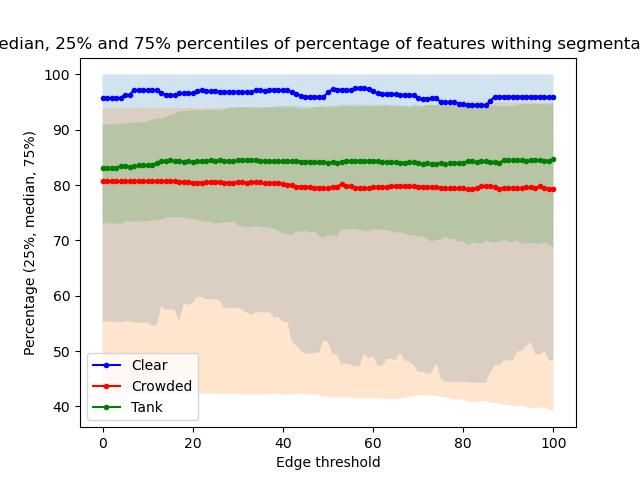 edian, 25% and 75% percentiles of percentage of features withing segmenta
100
90
80
70
60
50
40
Percentage (25%, median, 75%)
Clear
Crowded
Tank
0 20 40 60 80 100
Edge threshold